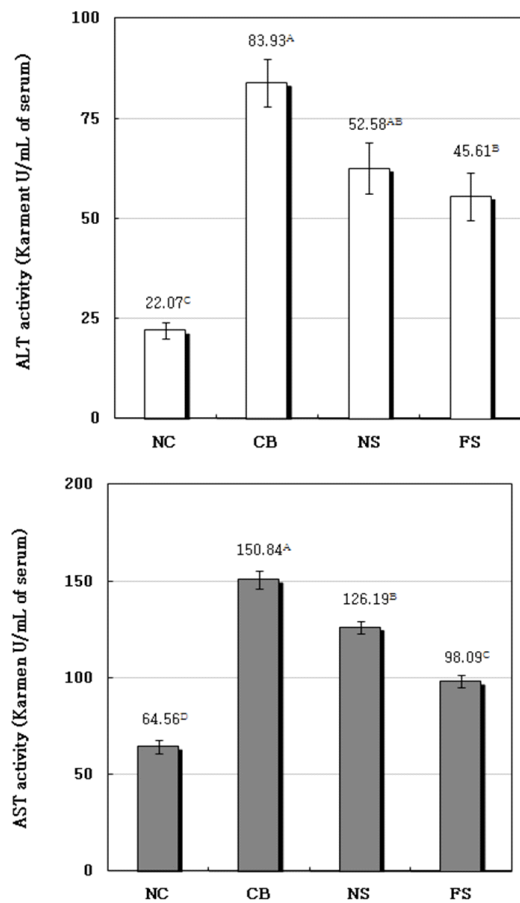 ALT activity (Karment U/mL of serum)
100
75
50
25
0
22.07C
83.93A
52.58AB
45.61B
NC CB NS FS
AST activity (Karmen U/mL of serum)
200
150
100
50
0
64.56D
150.84A
126.19B
98.09C
NC CB NS FS